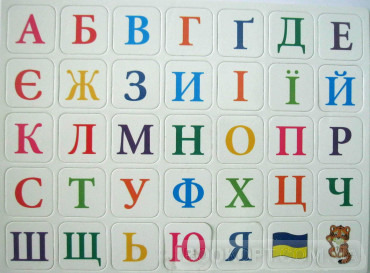 А Б В Г Ґ Д Е
Є Ж З И І Ї Й
К Л М Н О П Р
С Т У Ф Х Ц Ч
Ш Щ Ь Ю Я